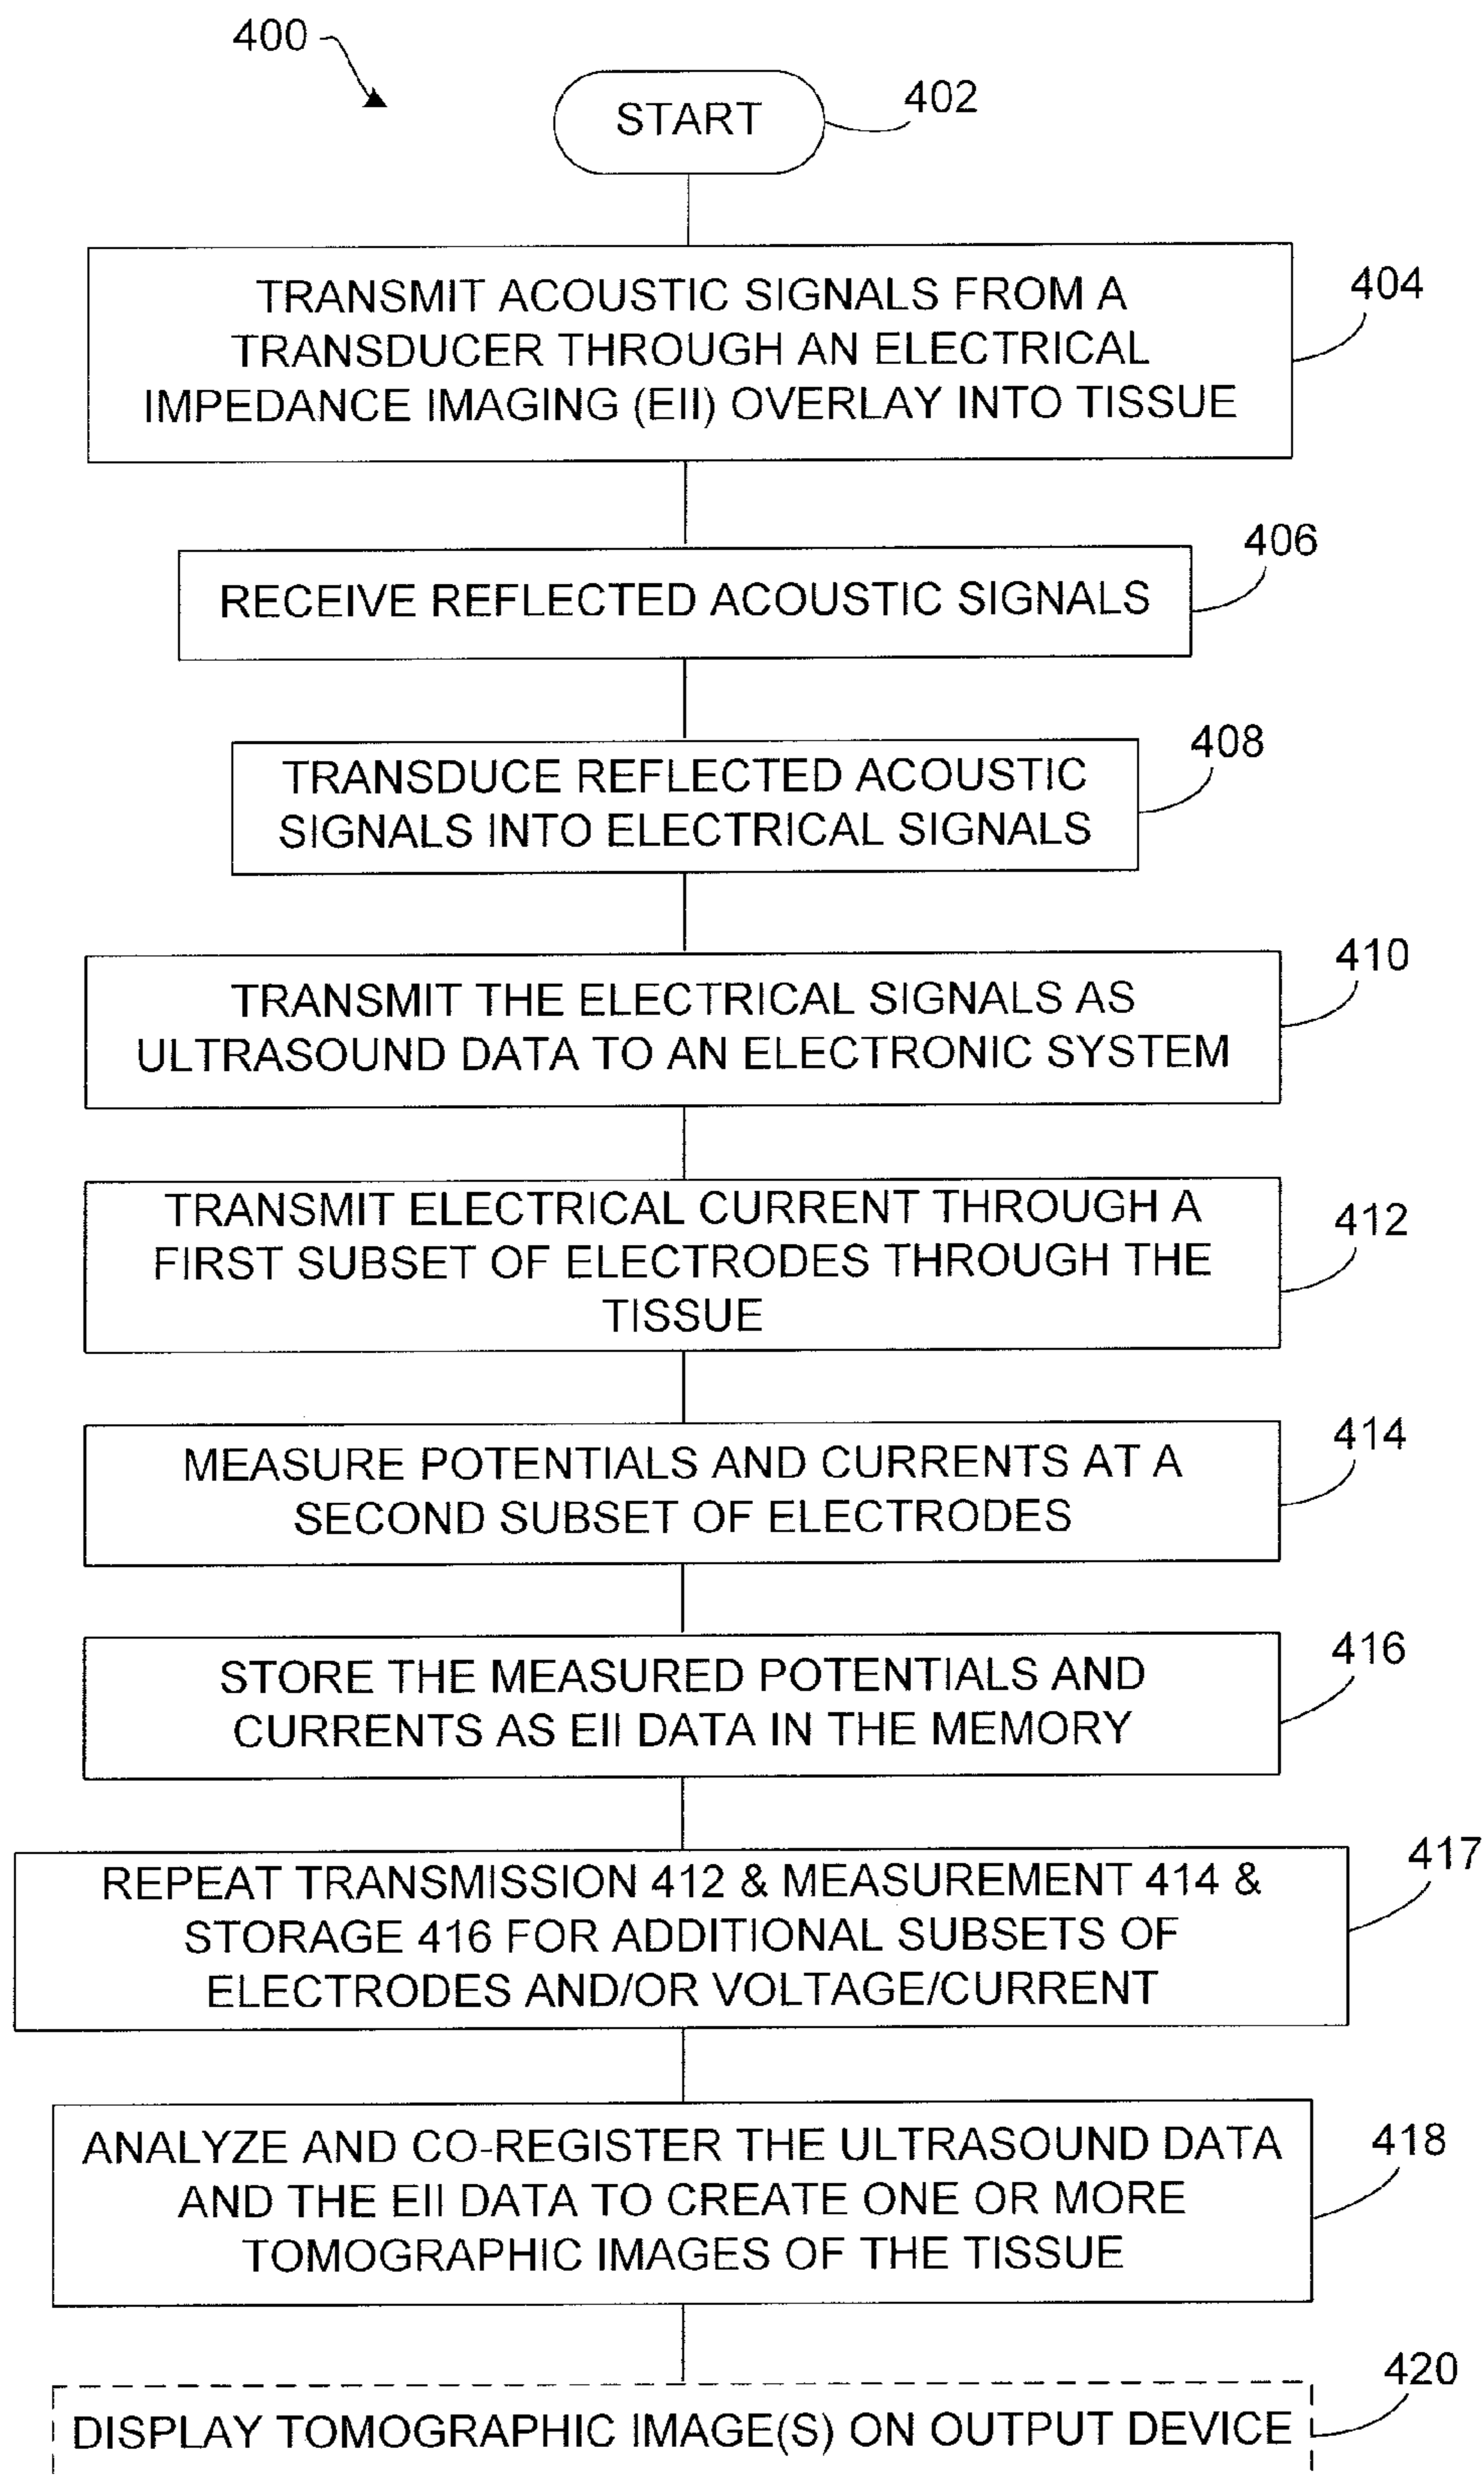 400
START
402
TRANSMIT ACOUSTIC SIGNALS FROM A
TRANSDUCER THROUGH AN ELECTRICAL
IMPEDANCE IMAGING (EII) OVERLAY INTO TISSUE
404
RECEIVE REFLECTED ACOUSTIC SIGNALS
406
TRANSDUCE REFLECTED ACOUSTIC
SIGNALS INTO ELECTRICAL SIGNALS
408
TRANSMIT THE ELECTRICAL SIGNALS AS
ULTRASOUND DATA TO AN ELECTRONIC SYSTEM
410
TRANSMIT ELECTRICAL CURRENT THROUGH A
FIRST SUBSET OF ELECTRODES THROUGH THE
TISSUE
412
MEASURE POTENTIALS AND CURRENTS AT A
SECOND SUBSET OF ELECTRODES
414
STORE THE MEASURED POTENTIALS AND
CURRENTS AS EII DATA IN THE MEMORY
416
REPEAT TRANSMISSION 412 & MEASUREMENT 414 &
STORAGE 416 FOR ADDITIONAL SUBSETS OF
ELECTRODES AND/OR VOLTAGE/CURRENT
417
ANALYZE AND CO-REGISTER THE ULTRASOUND DATA
AND THE EII DATA TO CREATE ONE OR MORE
TOMOGRAPHIC IMAGES OF THE TISSUE
418
DISPLAY TOMOGRAPHIC IMAGE(S) ON OUTPUT DEVICE
420